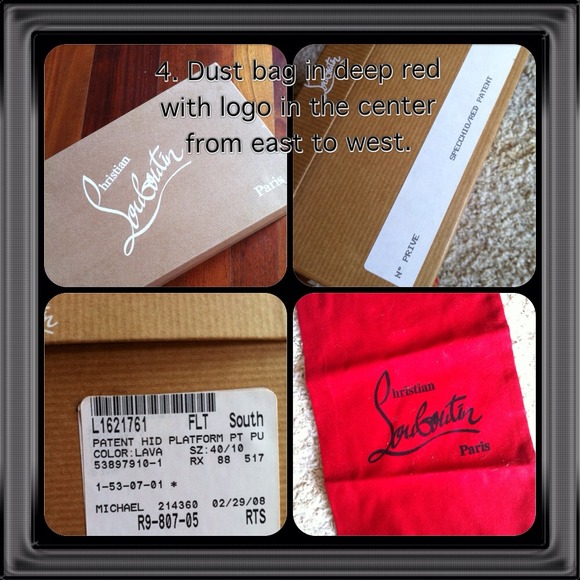 4. Dust bag in deep red
with logo in the center
from east to west.
Christian
Louboutin
Paris
SPECCHIO/RED PATENT
N° PRIVE
L1621761 FLT South
PATENT HID PLATFORM PT PU
COLOR:LAVA SZ:40/10
53897910-1 RX 88 517
1-53-07-01 *
MICHAEL 214360 02/29/08
R9-807-05 RTS
Christian
Louboutin
Paris